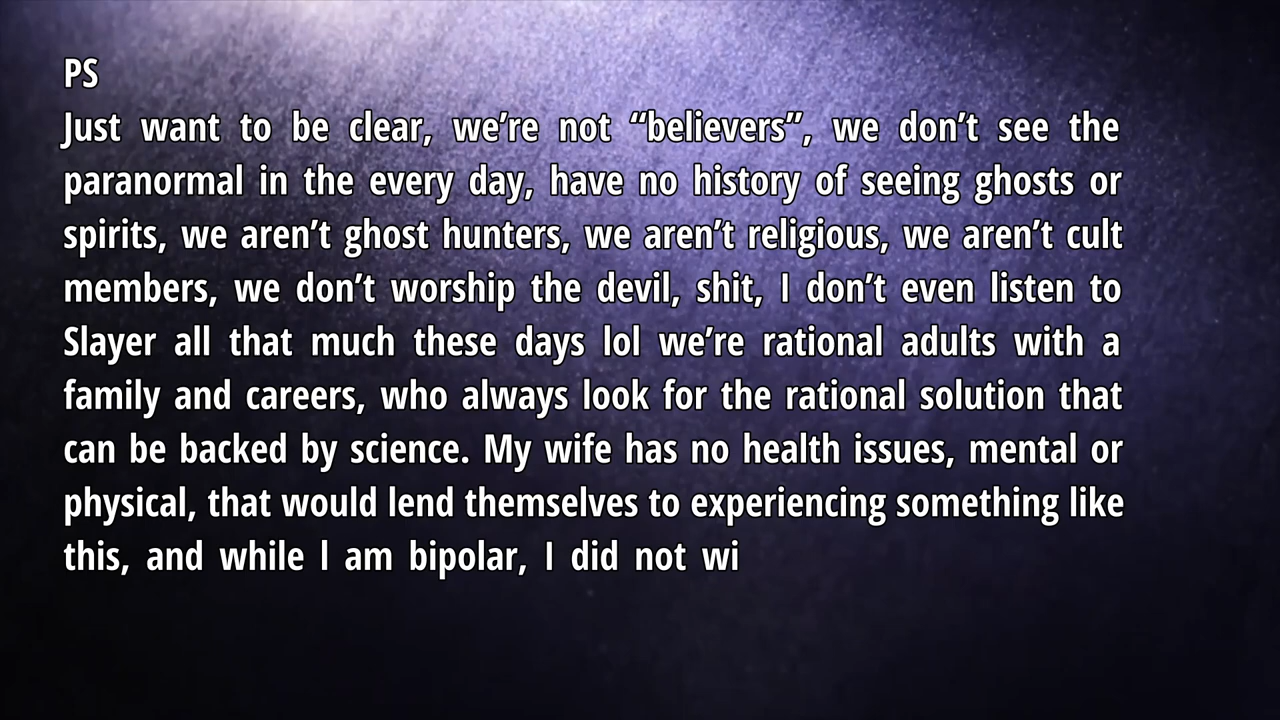 PS
Just want to be clear, we’re not “believers”, we don’t see the
paranormal in the every day, have no history of seeing ghosts or
spirits, we aren’t ghost hunters, we aren’t religious, we aren’t cult
members, we don’t worship the devil, shit, I don’t even listen to
Slayer all that much these days lol we’re rational adults with a
family and careers, who always look for the rational solution that
can be backed by science. My wife has no health issues, mental or
physical, that would lend themselves to experiencing something like
this, and while l am bipolar, I did not wi